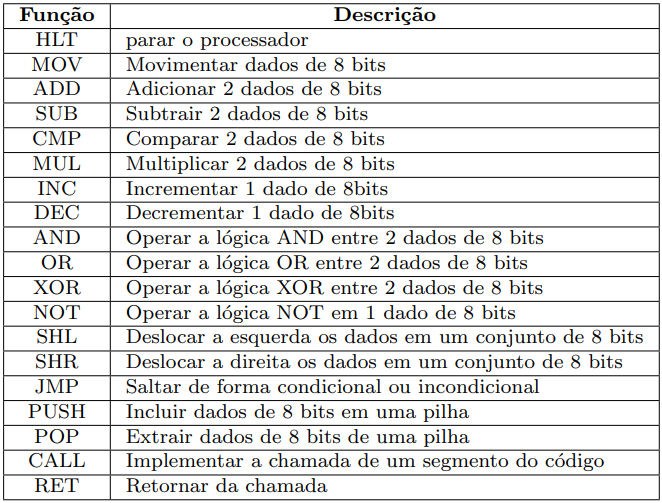 Função Descrição
HLT parar o processador
MOV Movimentar dados de 8 bits
ADD Adicionar 2 dados de 8 bits
SUB Subtrair 2 dados de 8 bits
CMP Comparar 2 dados de 8 bits
MUL Multiplicar 2 dados de 8 bits
INC Incrementar 1 dado de 8bits
DEC Decrementar 1 dado de 8bits
AND Operar a lógica AND entre 2 dados de 8 bits
OR Operar a lógica OR entre 2 dados de 8 bits
XOR Operar a lógica XOR entre 2 dados de 8 bits
NOT Operar a lógica NOT em 1 dado de 8 bits
SHL Deslocar a esquerda os dados em um conjunto de 8 bits
SHR Deslocar a direita os dados em um conjunto de 8 bits
JMP Saltar de forma condicional ou incondicional
PUSH Incluir dados de 8 bits em uma pilha
POP Extrair dados de 8 bits de uma pilha
CALL Implementar a chamada de um segmento do código
RET Retornar da chamada